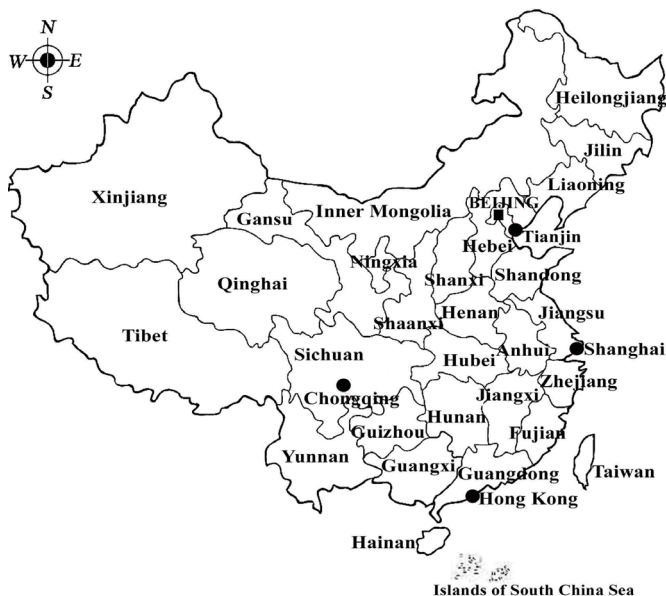 N
W E
S
Heilongjiang
Jilin
Liaoning
Xinjiang
BEIJING
Inner Mongolia
Gansu
Tianjin
Hebei
Ningxia
Shandong
Qinghai
Shanxi
Jiangsu
Henan
Shaanxi
Tibet
Shanghai
Anhui
Sichuan
Hubei
Zhejiang
Jiangxi
Chongqing
Hunan
Guizhou
Fujian
Yunnan
Guangxi
Guangdong
Taiwan
Hong Kong
Hainan
Islands of South China Sea